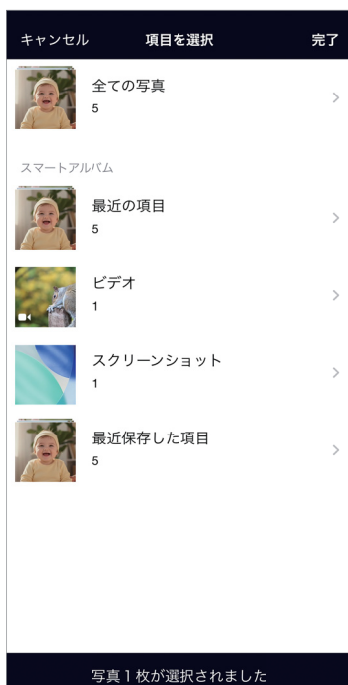 キャンセル 項目を選択 完了
全ての写真
5
スマートアルバム
最近の項目
5
ビデオ
1
スクリーンショット
1
最近保存した項目
5
写真1枚が選択されました